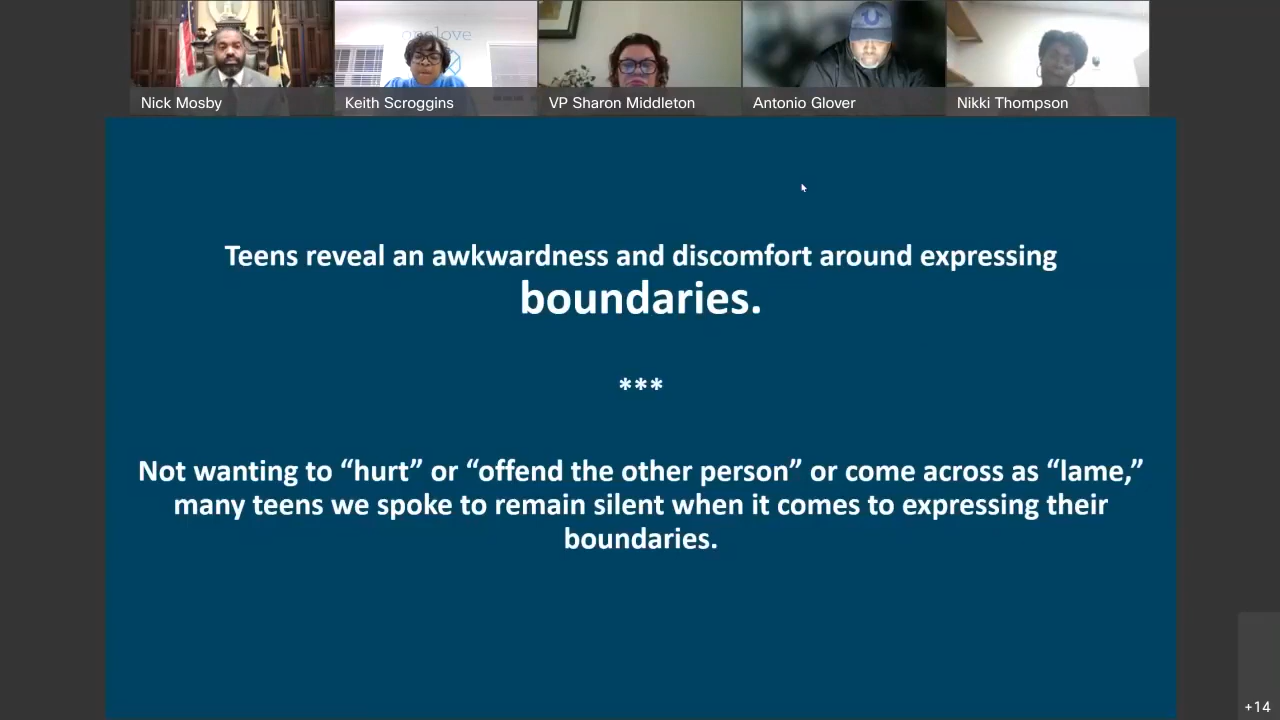 onelove
Nick Mosby
Keith Scroggins
VP Sharon Middleton
Antonio Glover
Nikki Thompson
Teens reveal an awkwardness and discomfort around expressing
boundaries.
***
Not wanting to “hurt” or “offend the other person” or come across as “lame,”
many teens we spoke to remain silent when it comes to expressing their
boundaries.
+14